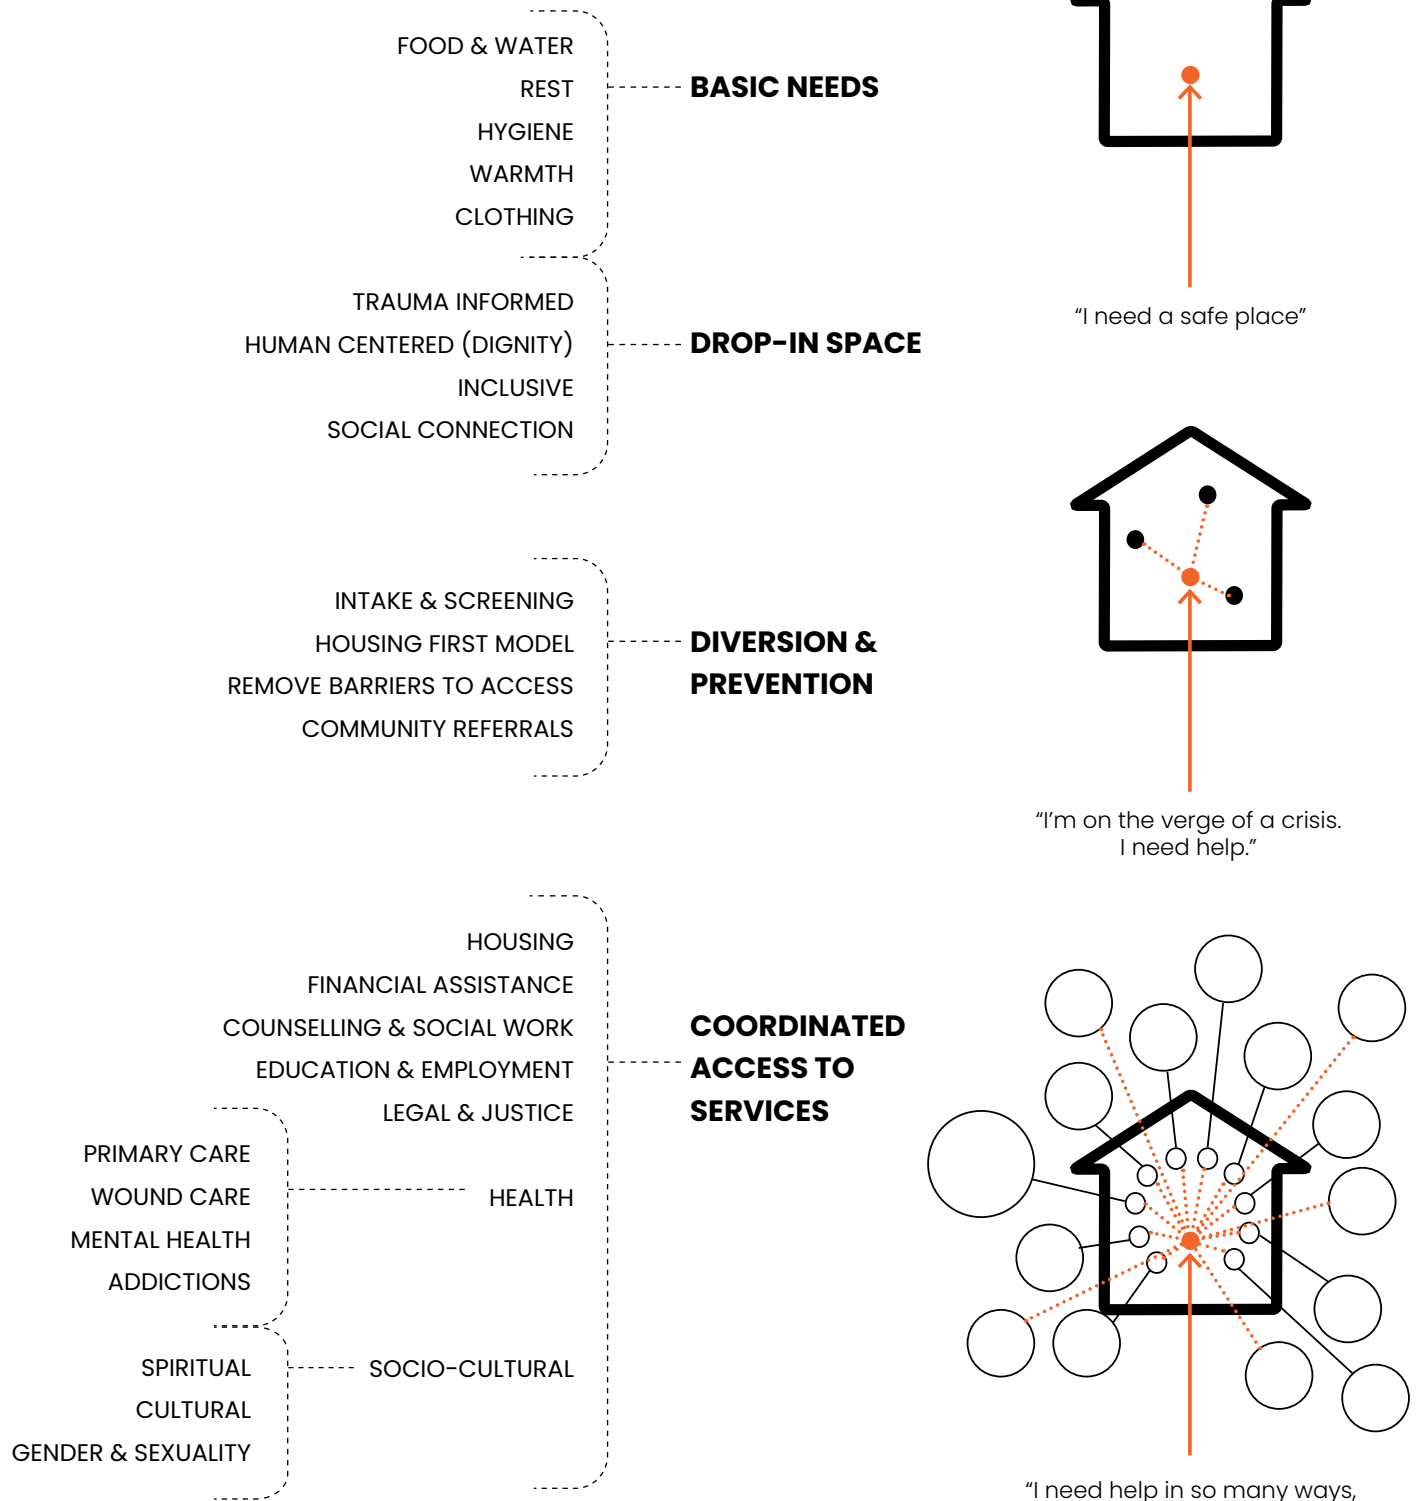 FOOD & WATER
REST
HYGIENE
WARMTH
CLOTHING
BASIC NEEDS
TRAUMA INFORMED
HUMAN CENTERED (DIGNITY)
INCLUSIVE
SOCIAL CONNECTION
DROP-IN SPACE
“I need a safe place”
INTAKE & SCREENING
HOUSING FIRST MODEL
REMOVE BARRIERS TO ACCESS
COMMUNITY REFERRALS
DIVERSION &
PREVENTION
“I’m on the verge of a crisis.
I need help.”
HOUSING
FINANCIAL ASSISTANCE
COUNSELLING & SOCIAL WORK
EDUCATION & EMPLOYMENT
LEGAL & JUSTICE
HEALTH
SOCIO-CULTURAL
PRIMARY CARE
WOUND CARE
MENTAL HEALTH
ADDICTIONS
SPIRITUAL
CULTURAL
GENDER & SEXUALITY
COORDINATED
ACCESS TO
SERVICES
“I need help in so many ways,